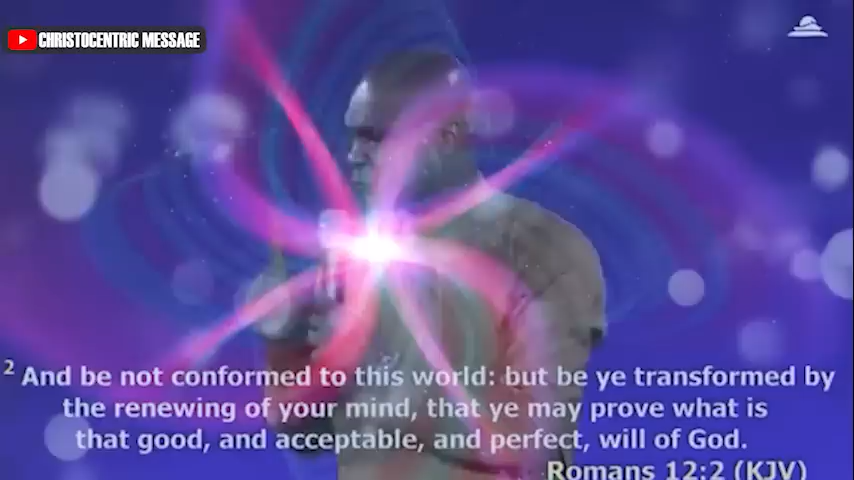 CHRISTOCENTRIC MESSAGE
2 And be not conformed to this world: but be ye transformed by
the renewing of your mind, that ye may prove what is
that good, and acceptable, and perfect, will of God.
Romans 12:2 (KJV)